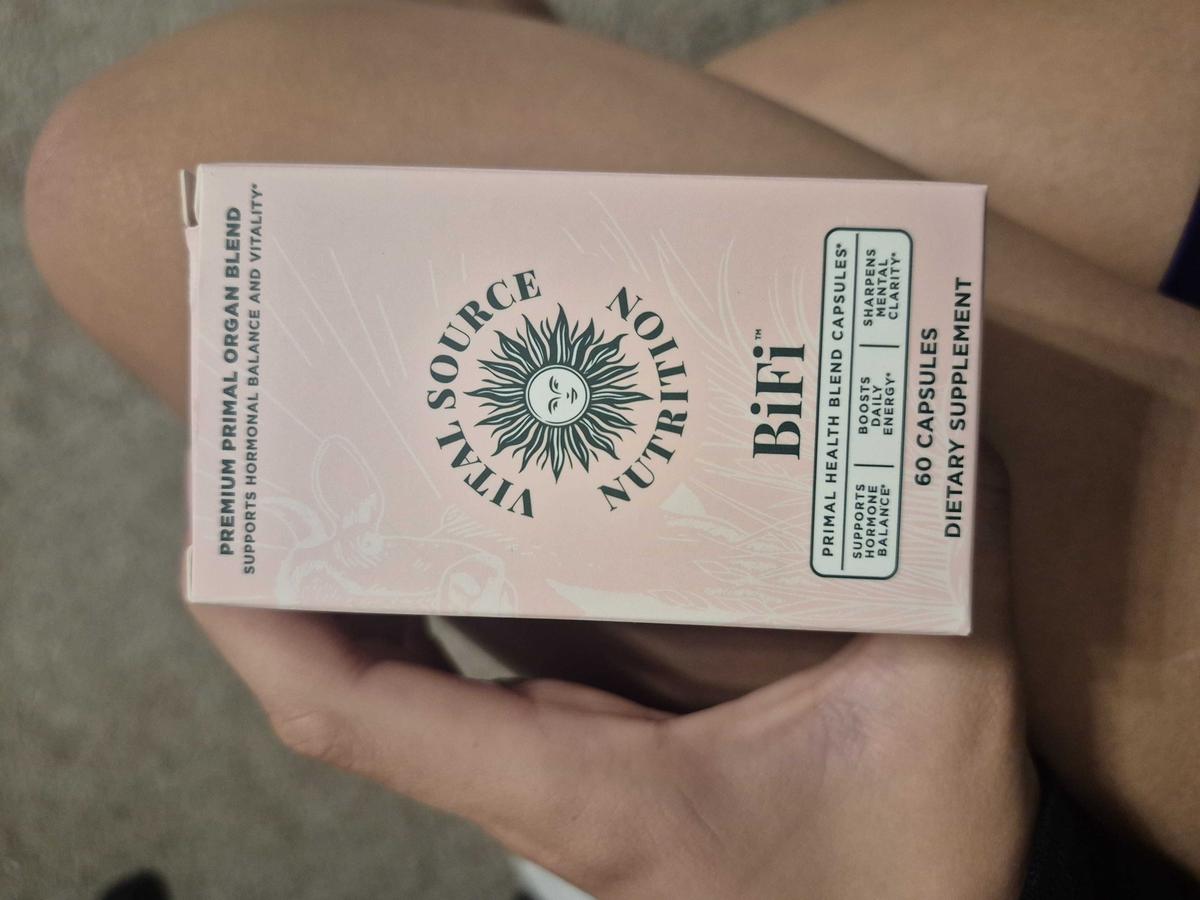 PREMIUM PRIMAL ORGAN BLEND
SUPPORTS HORMONAL BALANCE AND VITALITY*
VITAL SOURCE
NUTRITION
BiFi™
PRIMAL HEALTH BLEND CAPSULES*
SUPPORTS
HORMONE
BALANCE*
BOOSTS
DAILY
ENERGY*
SHARPENS
MENTAL
CLARITY*
60 CAPSULES
DIETARY SUPPLEMENT